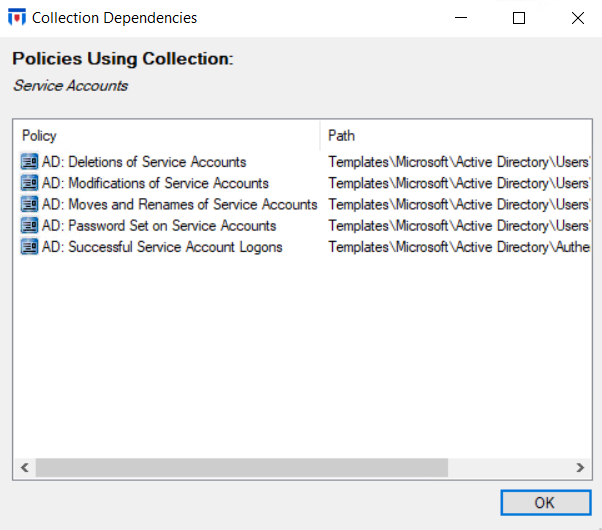 Collection Dependencies
Policies Using Collection:
Service Accounts
Policy Path
AD: Deletions of Service Accounts Templates\Microsoft\Active Directory\Users\
AD: Modifications of Service Accounts Templates\Microsoft\Active Directory\Users\
AD: Moves and Renames of Service Accounts Templates\Microsoft\Active Directory\Users\
AD: Password Set on Service Accounts Templates\Microsoft\Active Directory\Users\
AD: Successful Service Account Logons Templates\Microsoft\Active Directory\Authe
OK